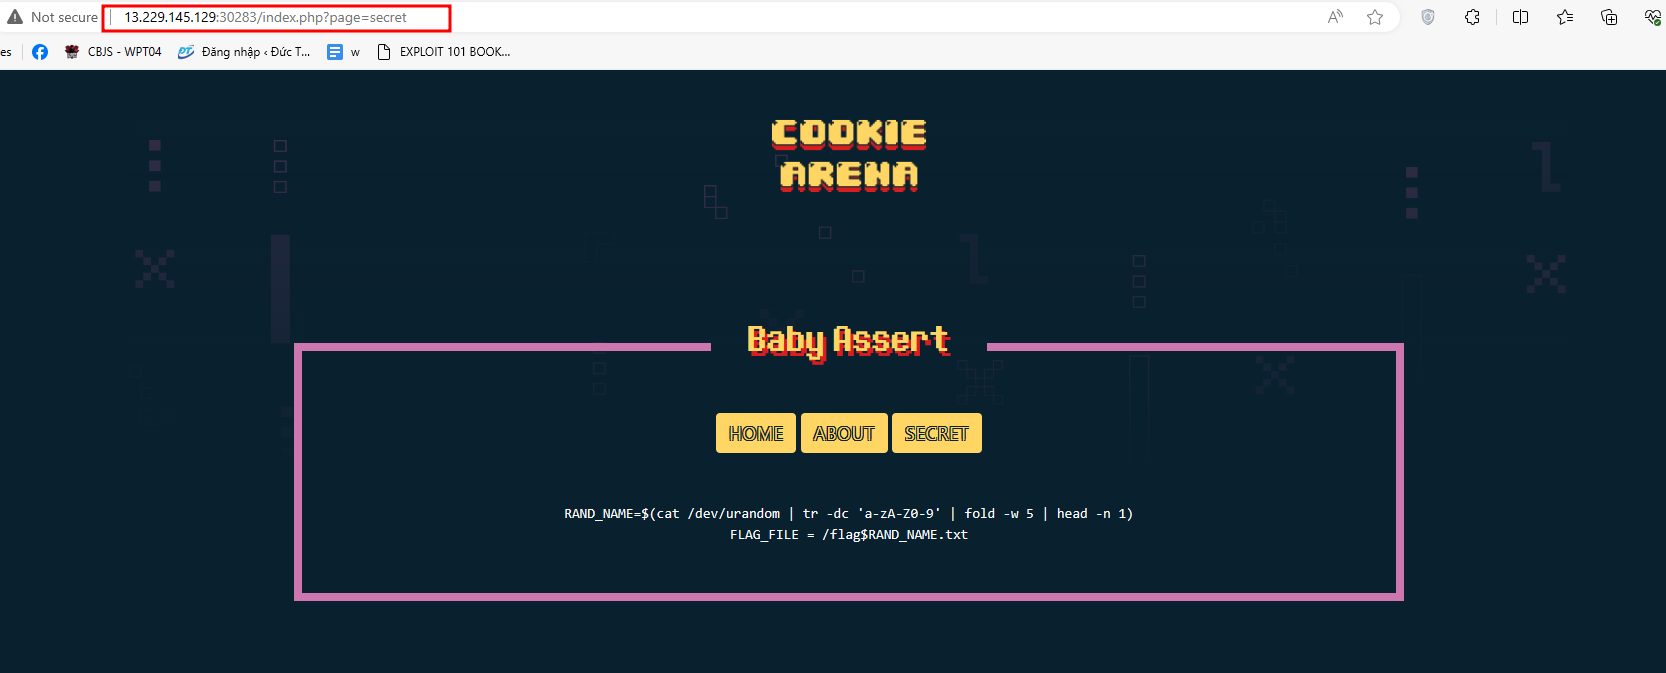 Not secure 13.229.145.129:30283/index.php?page=secret
es CBJS - WPT04 Đăng nhập ‹ Đức T... w EXPLOIT 101 BOOK...
COOKIE
ARENA
Baby Assert
HOME ABOUT SECRET
RAND_NAME=$(cat /dev/urandom | tr -dc 'a-zA-Z0-9' | fold -w 5 | head -n 1)
FLAG_FILE = /flag$RAND_NAME.txt